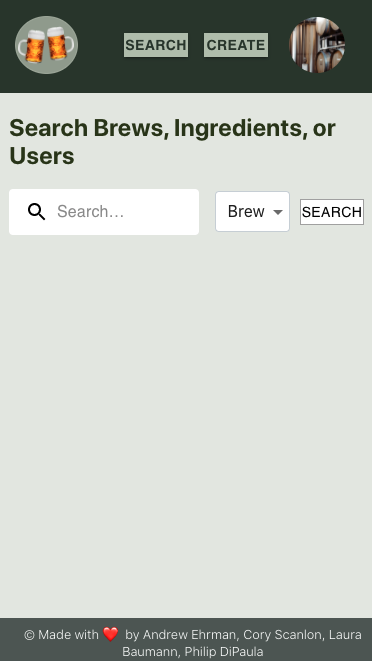 SEARCH CREATE
Search Brews, Ingredients, or
Users
Search... Brew SEARCH
© Made with ❤️ by Andrew Ehrman, Cory Scanlon, Laura
Baumann, Philip DiPaula